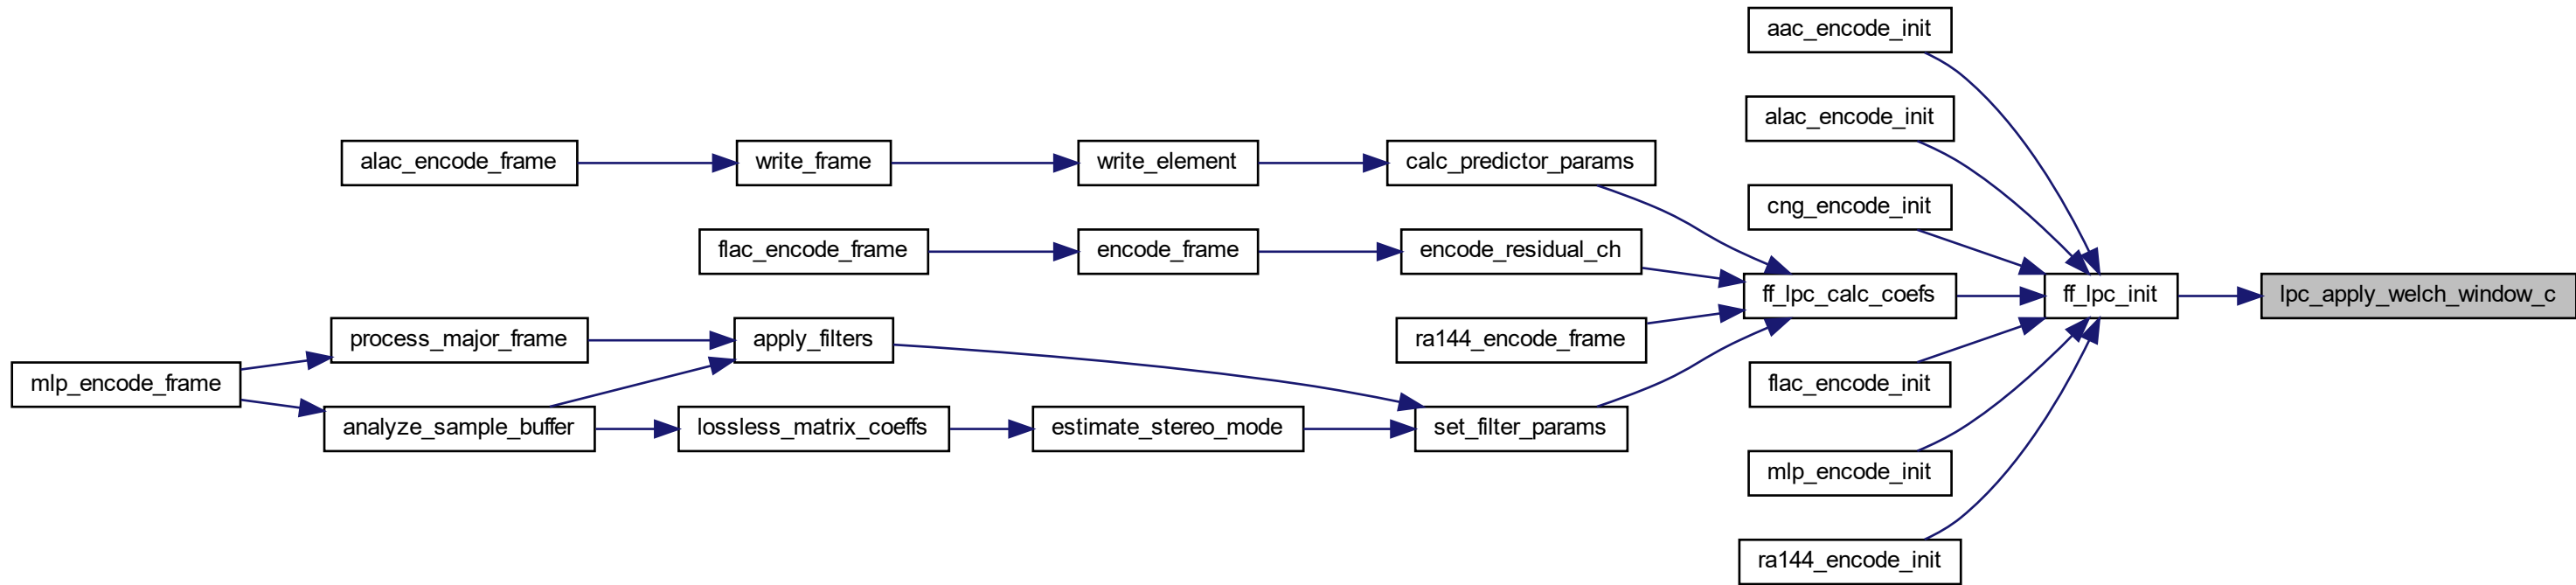 aac_encode_init
alac_encode_init
alac_encode_frame
write_frame
write_element
calc_predictor_params
cng_encode_init
flac_encode_frame
encode_frame
encode_residual_ch
ff_lpc_calc_coefs
ff_lpc_init
lpc_apply_welch_window_c
process_major_frame
apply_filters
ra144_encode_frame
mlp_encode_frame
flac_encode_init
analyze_sample_buffer
lossless_matrix_coeffs
estimate_stereo_mode
set_filter_params
mlp_encode_init
ra144_encode_init